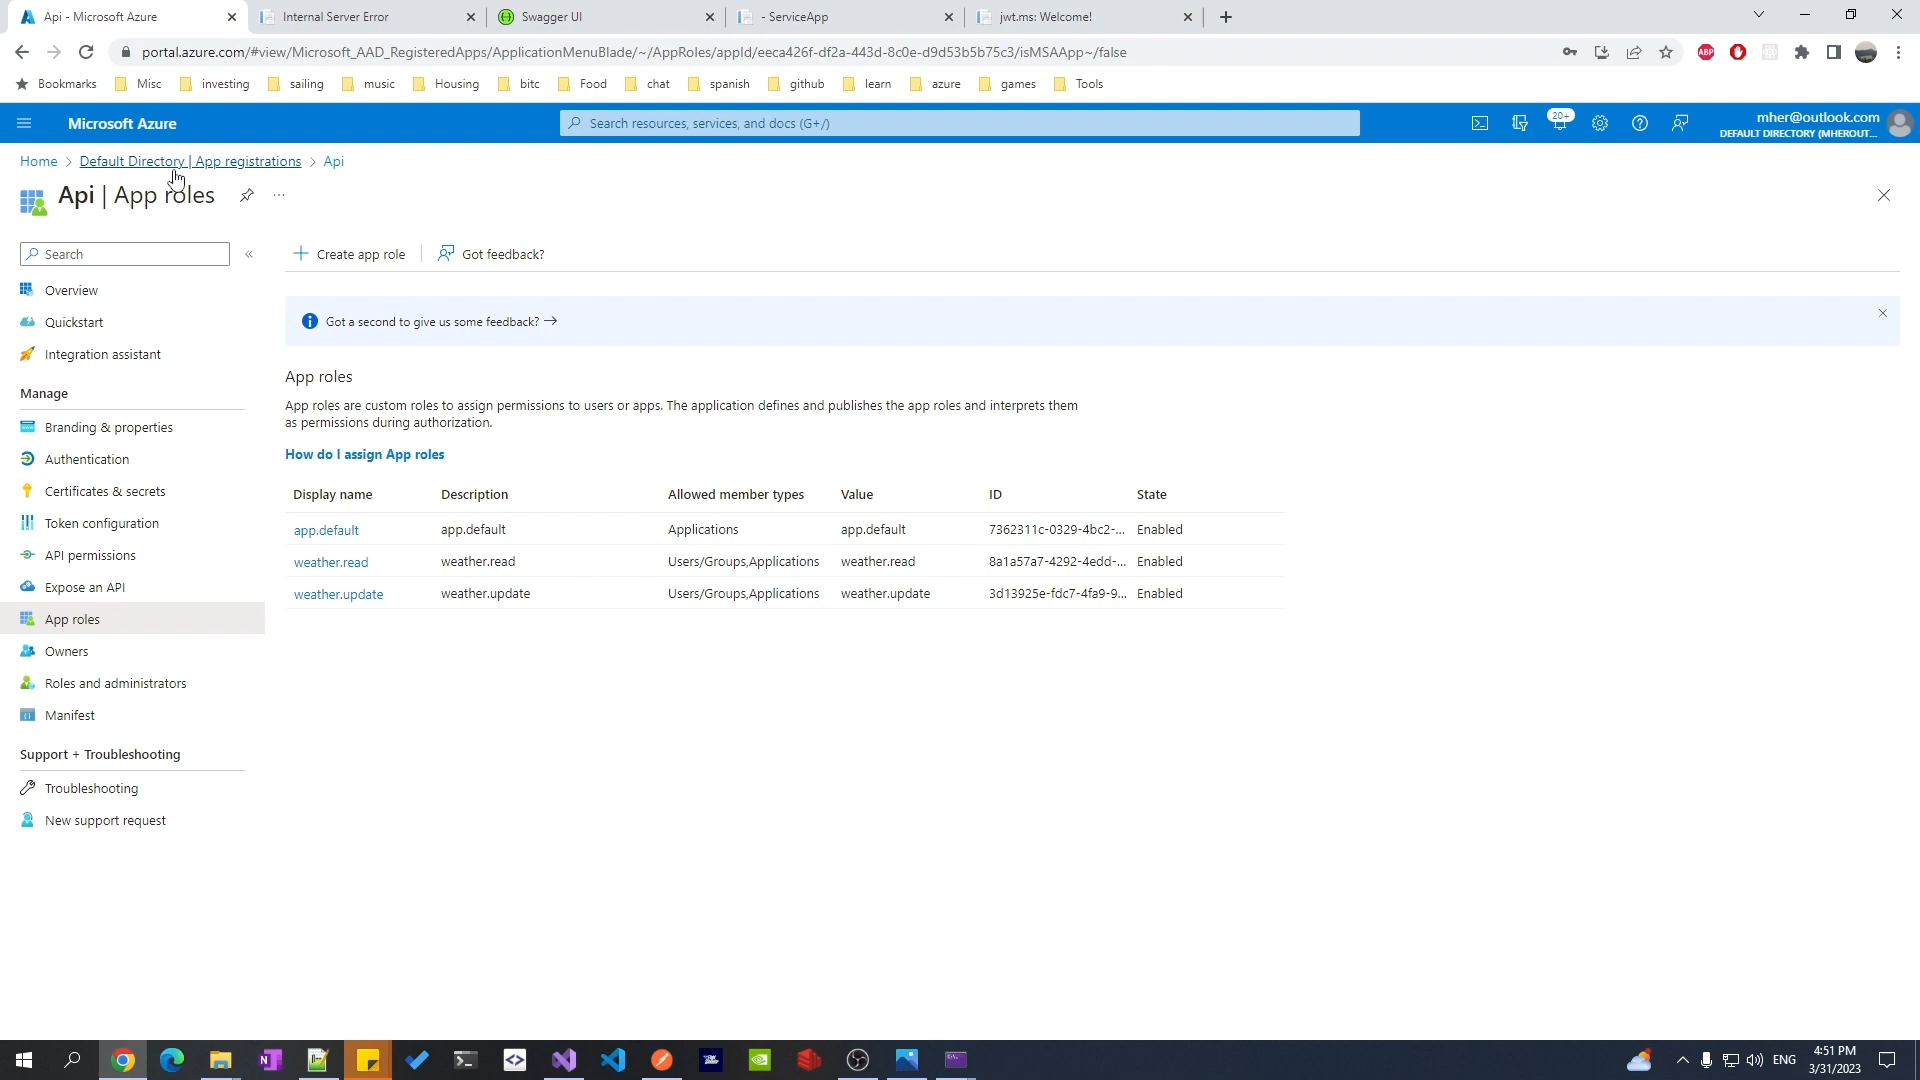 Api - Microsoft Azure
Internal Server Error
Swagger UI
- ServiceApp
jwt.ms: Welcome!
portal.azure.com/#view/Microsoft_AAD_RegisteredApps/ApplicationMenuBlade/~/AppRoles/appId/eeca426f-df2a-443d-8c0e-d9d53b5b75c3/isMSAApp~/false
ABP
Bookmarks
Misc
investing
sailing
music
Housing
bitc
Food
chat
spanish
github
learn
azure
games
Tools
Microsoft Azure
Search resources, services, and docs (G+/)
20+
mher@outlook.com
DEFAULT DIRECTORY (MHEROUT...
Home > Default Directory | App registrations > Api
Api | App roles
Search
Create app role
Got feedback?
Overview
Quickstart
Integration assistant
Manage
Branding & properties
Authentication
Certificates & secrets
Token configuration
API permissions
Expose an API
App roles
Owners
Roles and administrators
Manifest
Support + Troubleshooting
Troubleshooting
New support request
Got a second to give us some feedback? →
App roles
App roles are custom roles to assign permissions to users or apps. The application defines and publishes the app roles and interprets them
as permissions during authorization.
How do I assign App roles
Display name Description Allowed member types Value ID State
app.default app.default Applications app.default 7362311c-0329-4bc2-... Enabled
weather.read weather.read Users/Groups,Applications weather.read 8a1a57a7-4292-4edd-... Enabled
weather.update weather.update Users/Groups,Applications weather.update 3d13925e-fdc7-4fa9-9... Enabled
ENG
4:51 PM
3/31/2023